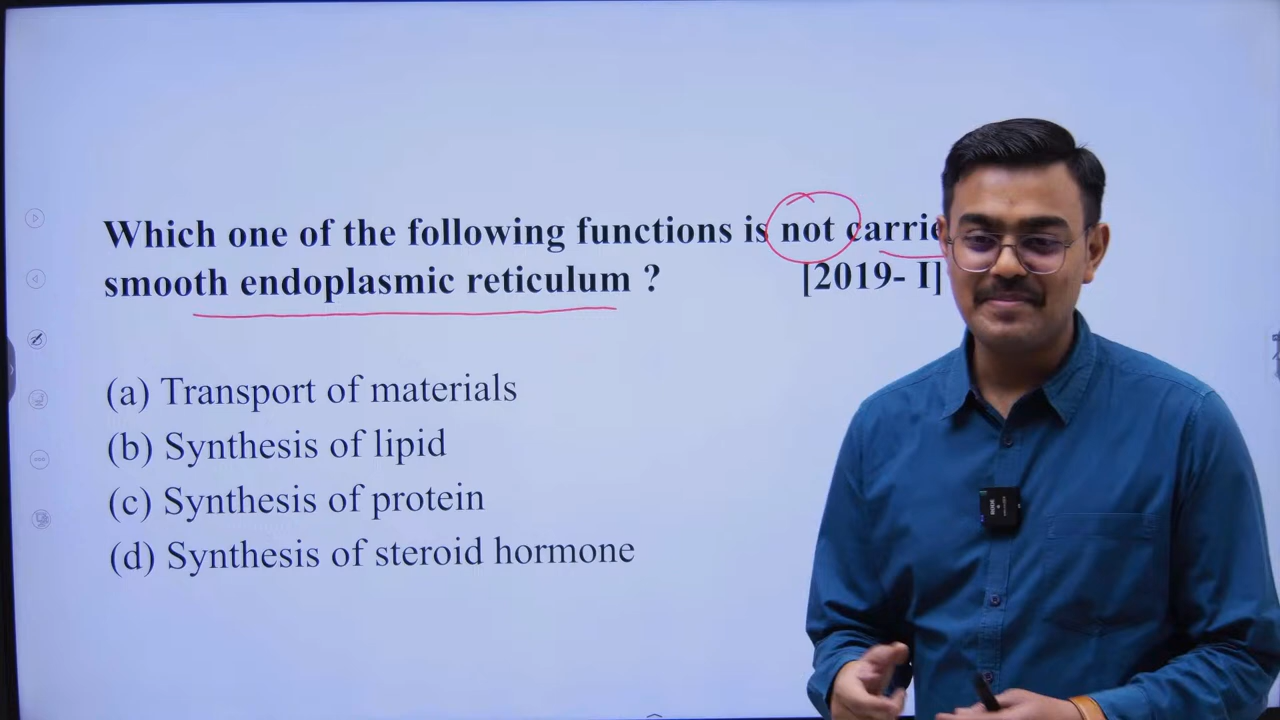 Which one of the following functions is not carrie
smooth endoplasmic reticulum ? [2019- I]
(a) Transport of materials
(b) Synthesis of lipid
(c) Synthesis of protein
(d) Synthesis of steroid hormone